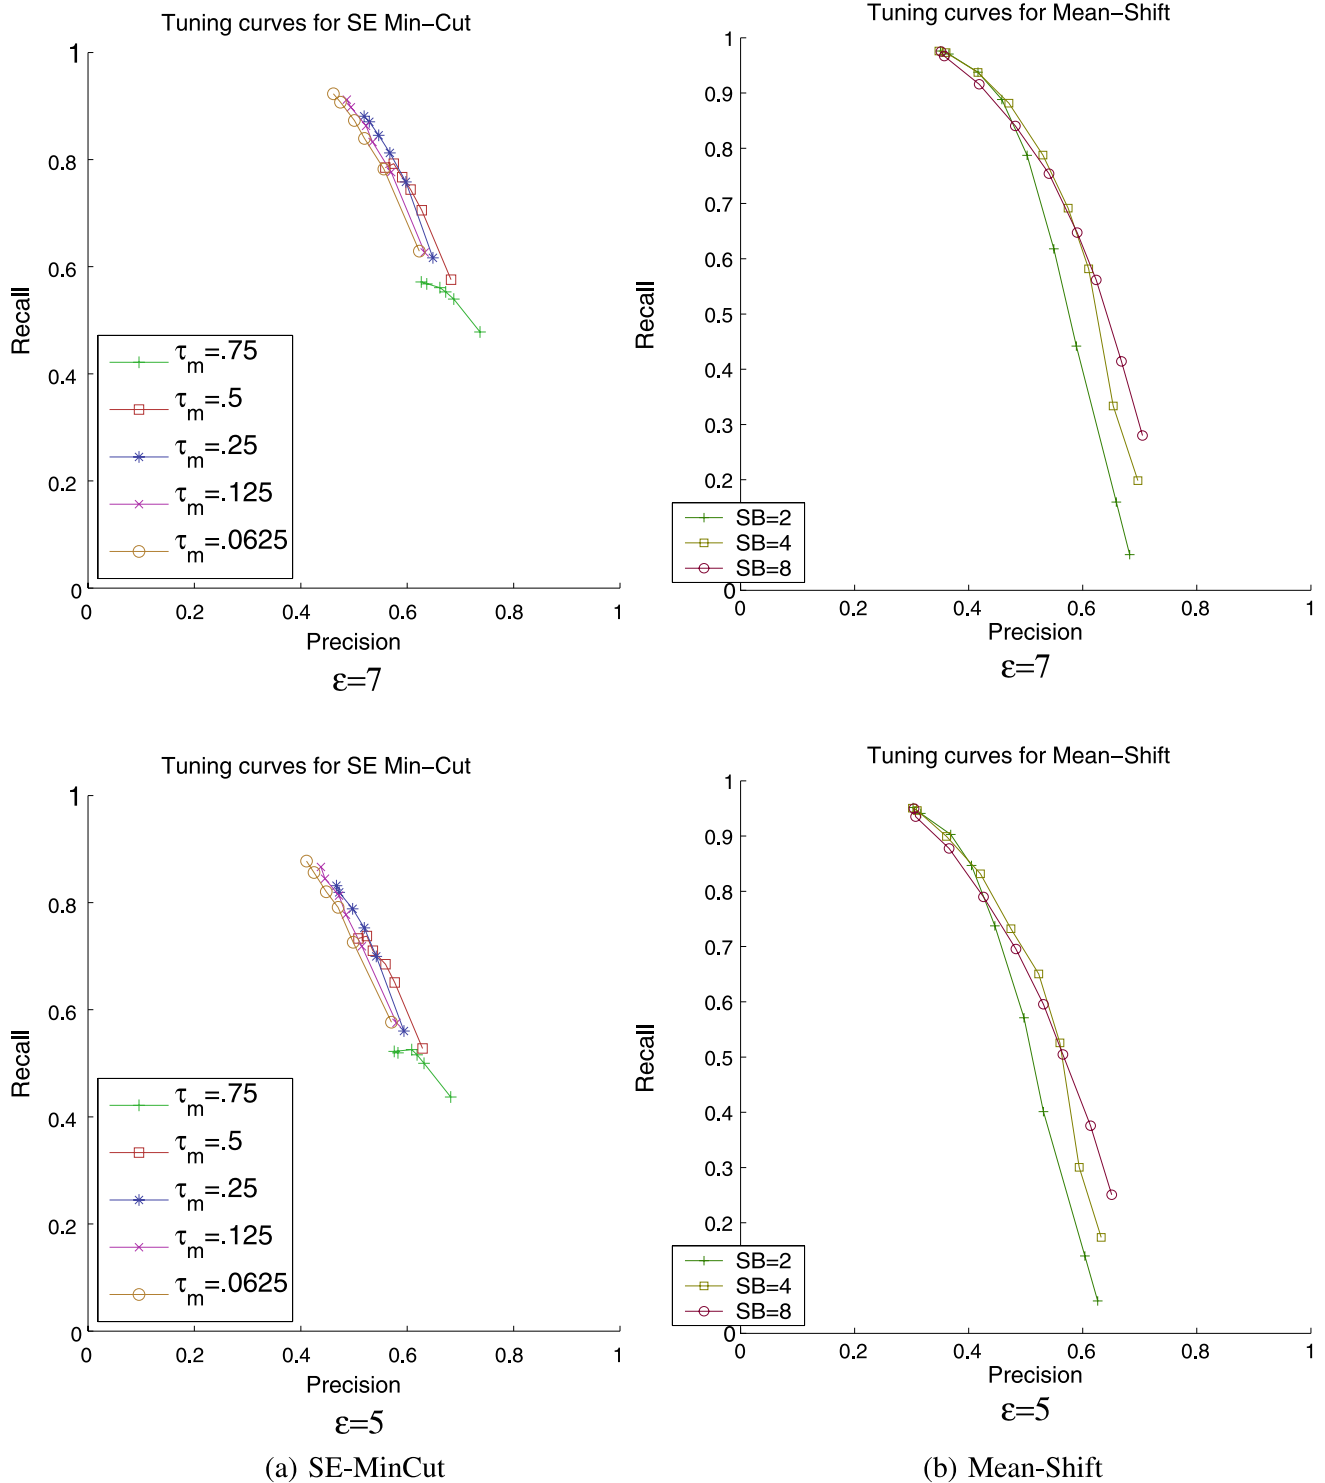 Tuning curves for SE Min−Cut
1
0.8
0.6
0.4
0.2
0
Recall
τm=.75
τm=.5
τm=.25
τm=.125
τm=.0625
0 0.2 0.4 0.6 0.8 1
Precision
ε=7
Tuning curves for Mean−Shift
1
0.9
0.8
0.7
0.6
0.5
0.4
0.3
0.2
0
Recall
SB=2
SB=4
SB=8
0 0.2 0.4 0.6 0.8 1
Precision
ε=7
Tuning curves for SE Min−Cut
1
0.8
0.6
0.4
0.2
0
Recall
τm=.75
τm=.5
τm=.25
τm=.125
τm=.0625
0 0.2 0.4 0.6 0.8 1
Precision
ε=5
(a) SE-MinCut
Tuning curves for Mean−Shift
1
0.9
0.8
0.7
0.6
0.5
0.4
0.3
0.2
0
Recall
SB=2
SB=4
SB=8
0 0.2 0.4 0.6 0.8 1
Precision
ε=5
(b) Mean-Shift